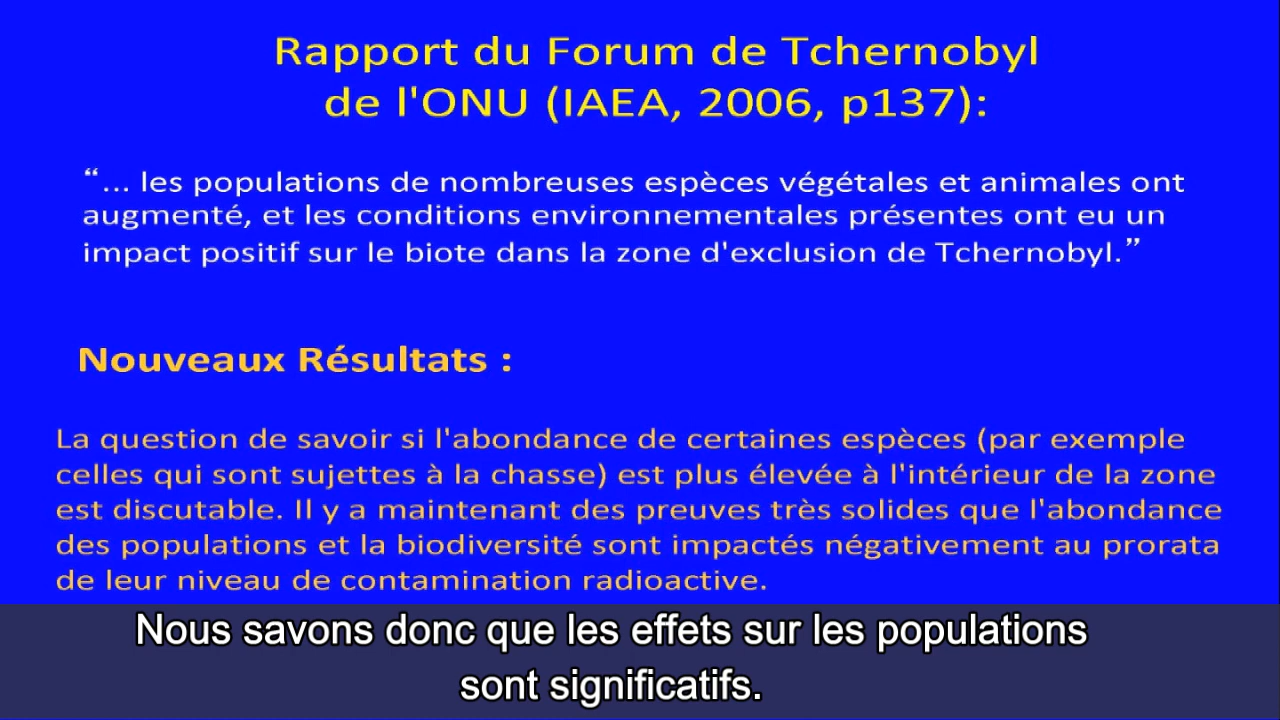 Rapport du Forum de Tchernobyl
de l'ONU (IAEA, 2006, p137):
“... les populations de nombreuses espèces végétales et animales ont
augmenté, et les conditions environnementales présentes ont eu un
impact positif sur le biote dans la zone d'exclusion de Tchernobyl.”
Nouveaux Résultats :
La question de savoir si l'abondance de certaines espèces (par exemple
celles qui sont sujettes à la chasse) est plus élevée à l'intérieur de la zone
est discutable. Il y a maintenant des preuves très solides que l'abondance
des populations et la biodiversité sont impactés négativement au prorata
de leur niveau de contamination radioactive.
Nous savons donc que les effets sur les populations
sont significatifs.